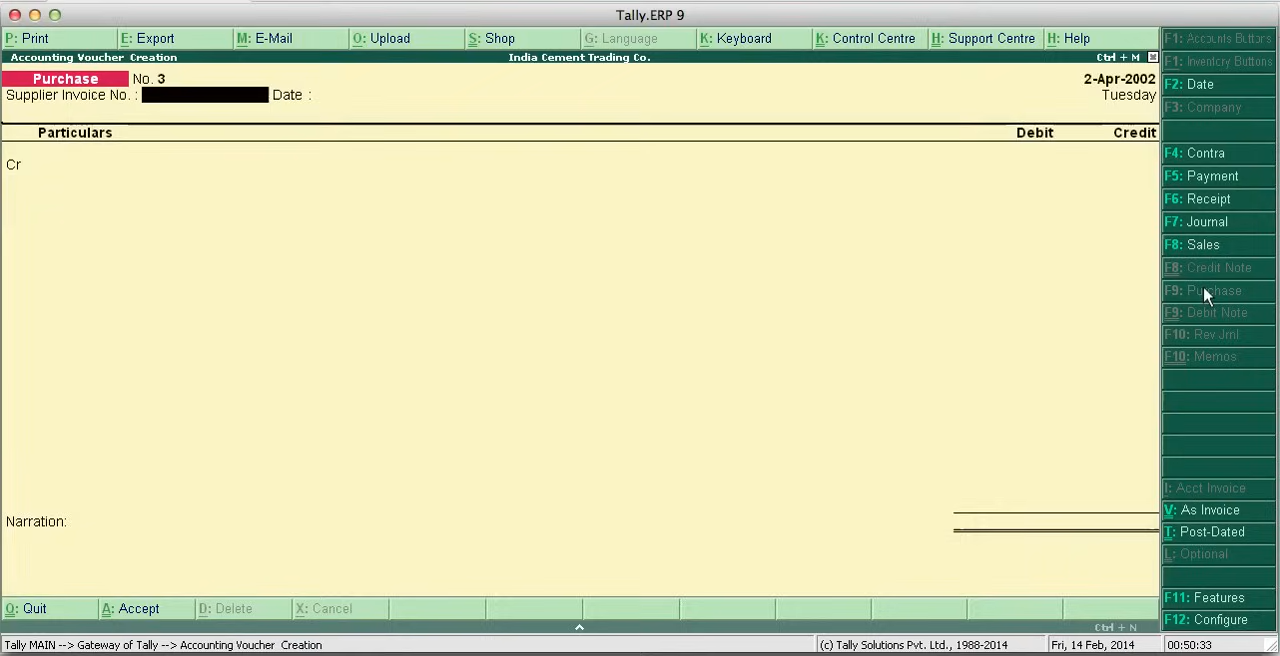 Tally.ERP 9
P: Print E: Export M: E-Mail O: Upload S: Shop G: Language K: Keyboard K: Control Centre H: Support Centre H: Help
Accounting Voucher Creation India Cement Trading Co. Ctrl + M
Purchase No. 3 2-Apr-2002
Supplier Invoice No. : Date : Tuesday
Particulars Debit Credit
Cr
Narration:
F1: Accounts Buttons
F1: Inventory Buttons
F2: Date
F3: Company
F4: Contra
F5: Payment
F6: Receipt
F7: Journal
F8: Sales
F8: Credit Note
F9: Purchase
F9: Debit Note
F10: Rev Jrnl
F10: Memos
I: Acct Invoice
V: As Invoice
T: Post-Dated
L: Optional
F11: Features
F12: Configure
Q: Quit A: Accept D: Delete X: Cancel
Ctrl + N
Tally MAIN --> Gateway of Tally --> Accounting Voucher Creation (c) Tally Solutions Pvt. Ltd., 1988-2014 Fri, 14 Feb, 2014 00:50:33